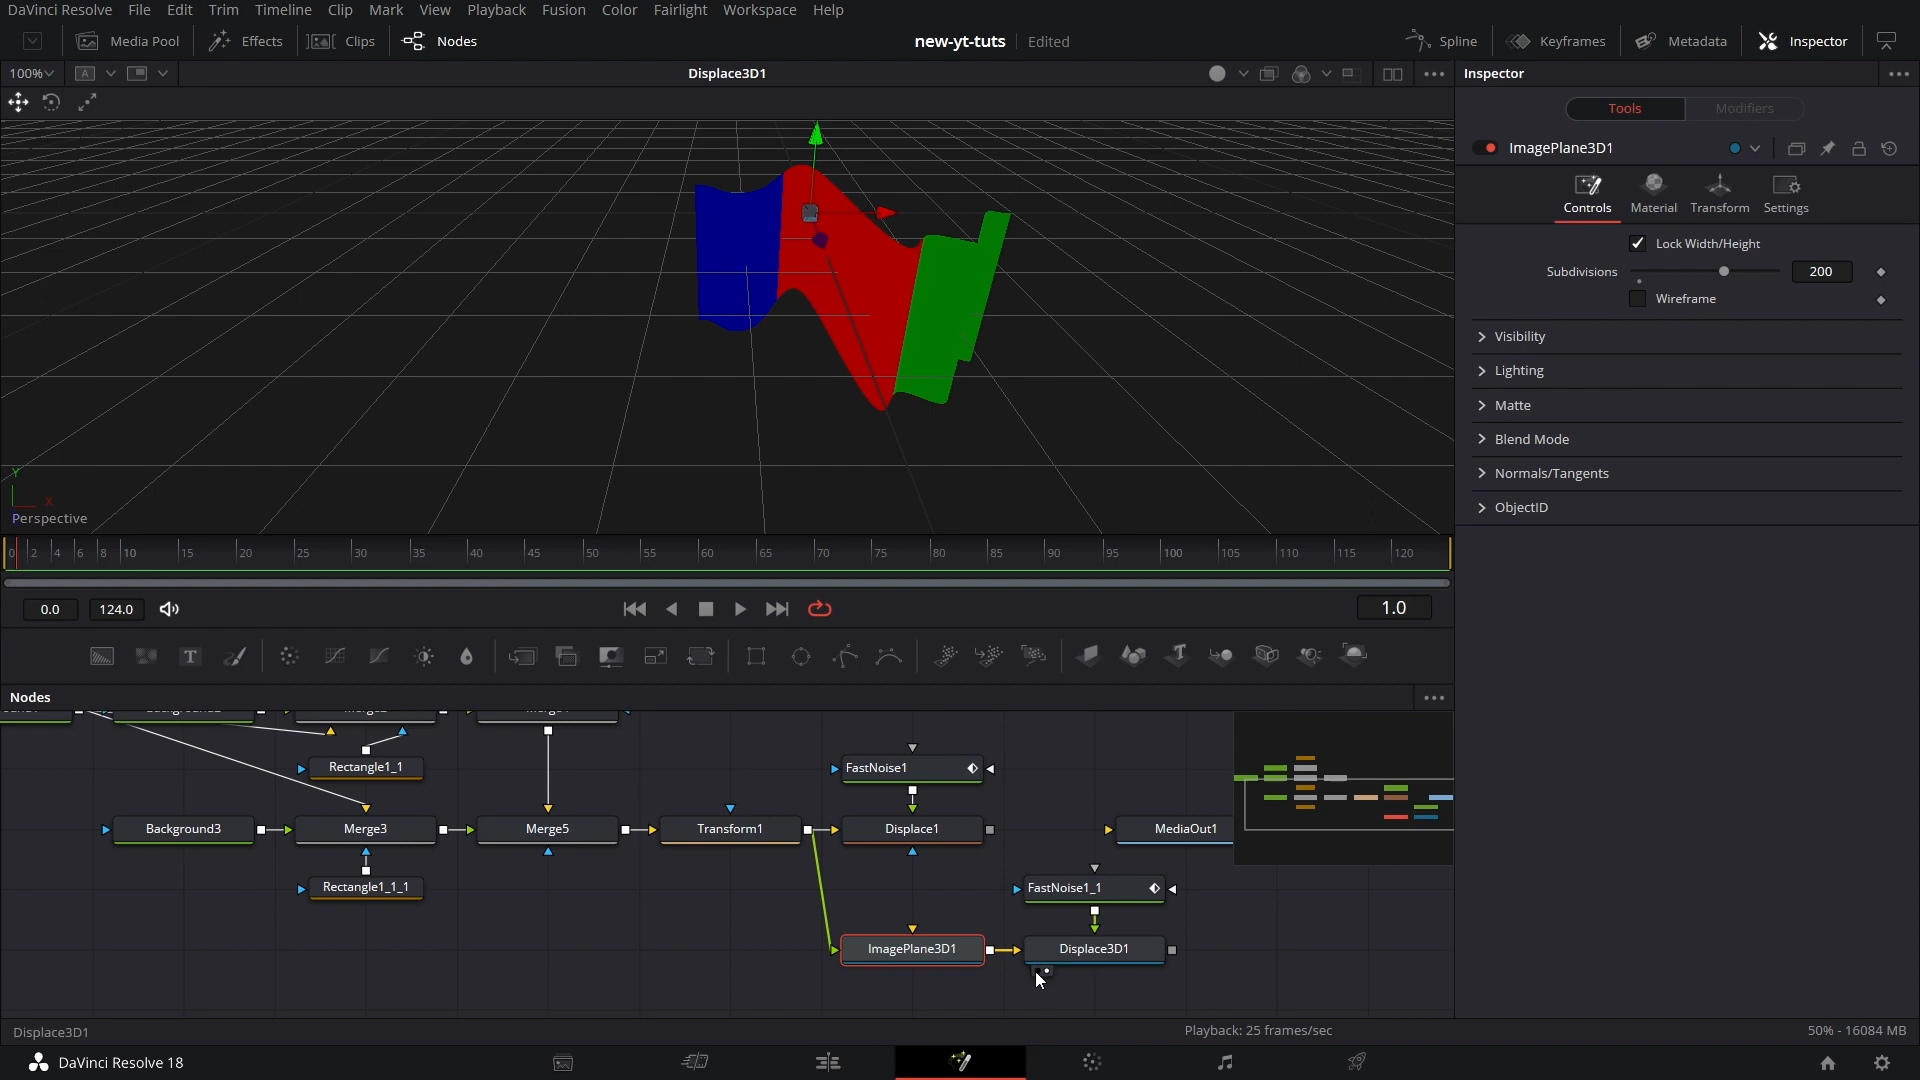 DaVinci Resolve File Edit Trim Timeline Clip Mark View Playback Fusion Color Fairlight Workspace Help
Media Pool Effects Clips Nodes new-yt-tuts Edited Spline Keyframes Metadata Inspector
100% A Displace3D1 Inspector
Tools Modifiers
ImagePlane3D1
Controls Material Transform Settings
Lock Width/Height
Subdivisions 200
Wireframe
Visibility
Lighting
Matte
Blend Mode
Normals/Tangents
ObjectID
Y
X
Perspective
0 2 4 6 8 10 15 20 25 30 35 40 45 50 55 60 65 70 75 80 85 90 95 100 105 110 115 120
0.0 124.0 1.0
T
Nodes
Rectangle1_1
FastNoise1
Background3 Merge3 Merge5 Transform1 Displace1 MediaOut1
Rectangle1_1_1
FastNoise1_1
ImagePlane3D1 Displace3D1
Displace3D1 Playback: 25 frames/sec 50% - 16084 MB
DaVinci Resolve 18